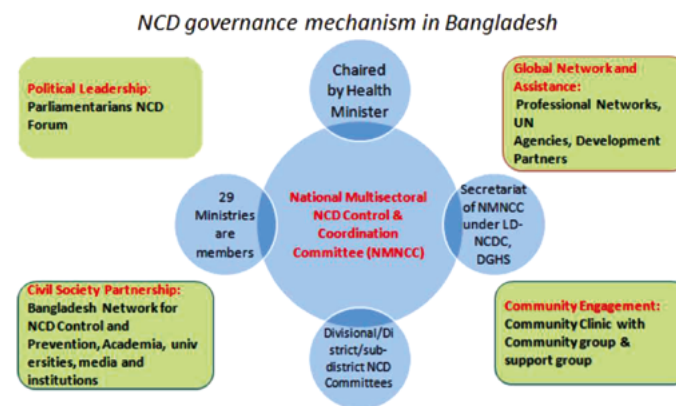 NCD governance mechanism in Bangladesh
Political Leadership:
Parliamentarians NCD
Forum
Chaired
by Health
Minister
Global Network and
Assistance:
Professional Networks,
UN
Agencies, Development
Partners
29
Ministries
are
members
National Multisectoral
NCD Control &
Coordination
Committee (NMNCC)
Secretariat
of NMNCC
under LD-
NCDC,
DGHS
Civil Society Partnership:
Bangladesh Network for
NCD Control and
Prevention, Academia, univ
ersities, media and
institutions
Divisional/Di
strict/sub-
district NCD
Committees
Community Engagement:
Community Clinic with
Community group &
support group